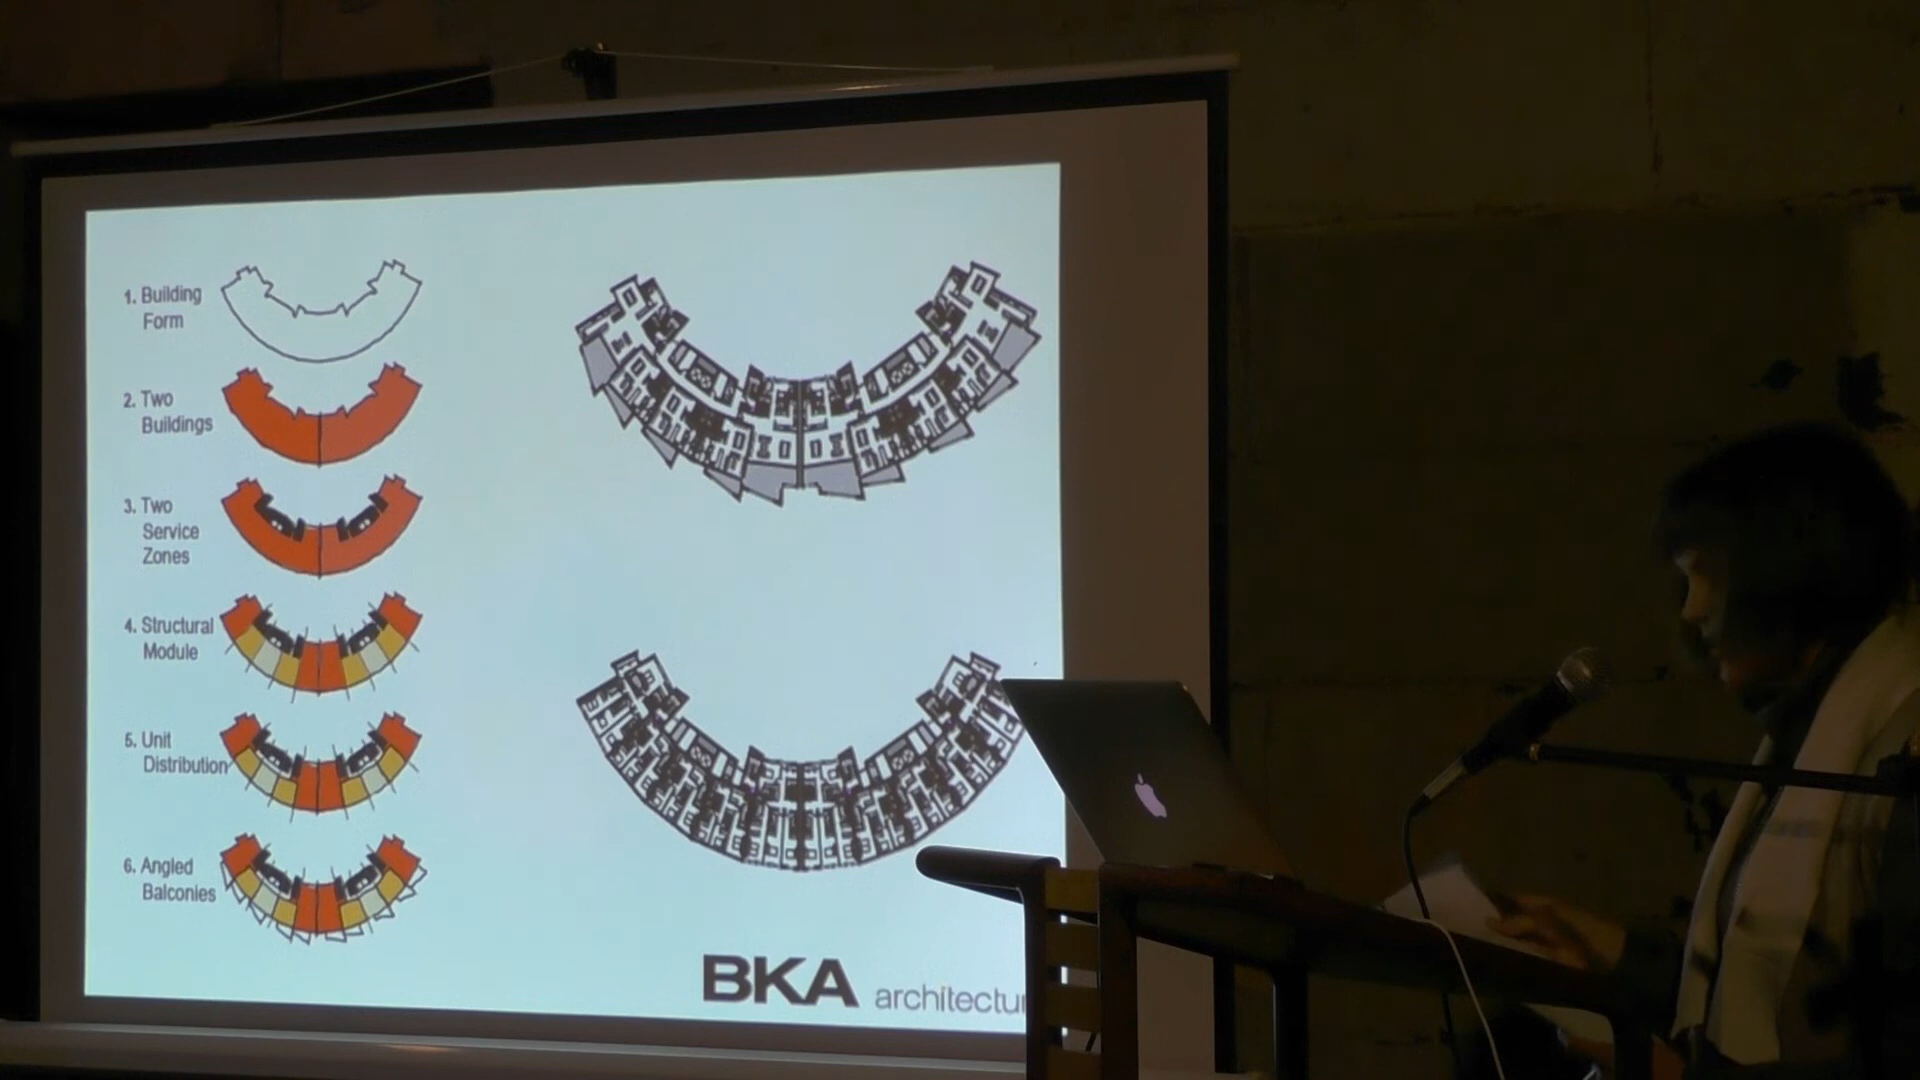 1. Building
Form
2. Two
Buildings
3. Two
Service
Zones
4. Structural
Module
5. Unit
Distribution
6. Angled
Balconies
BKA architectur